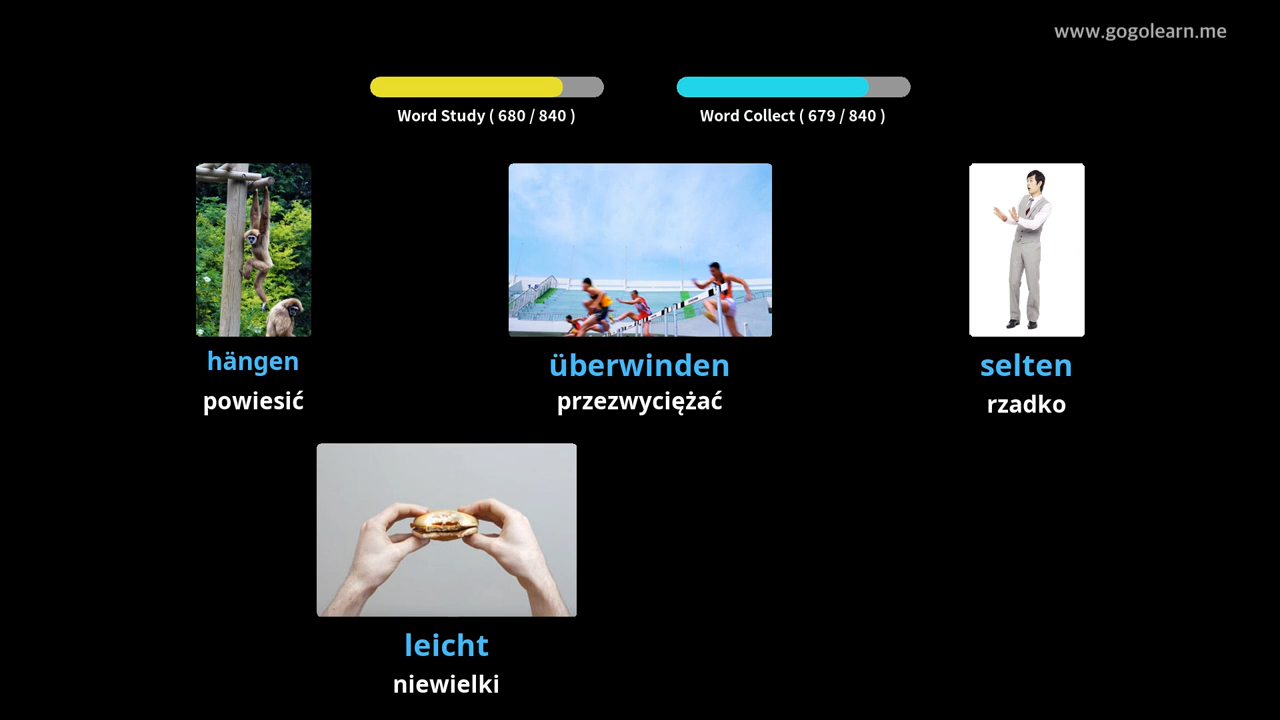 www.gogolearn.me
Word Study ( 680 / 840 )
Word Collect ( 679 / 840 )
hängen
powiesić
überwinden
przezwyciężać
selten
rzadko
leicht
niewielki